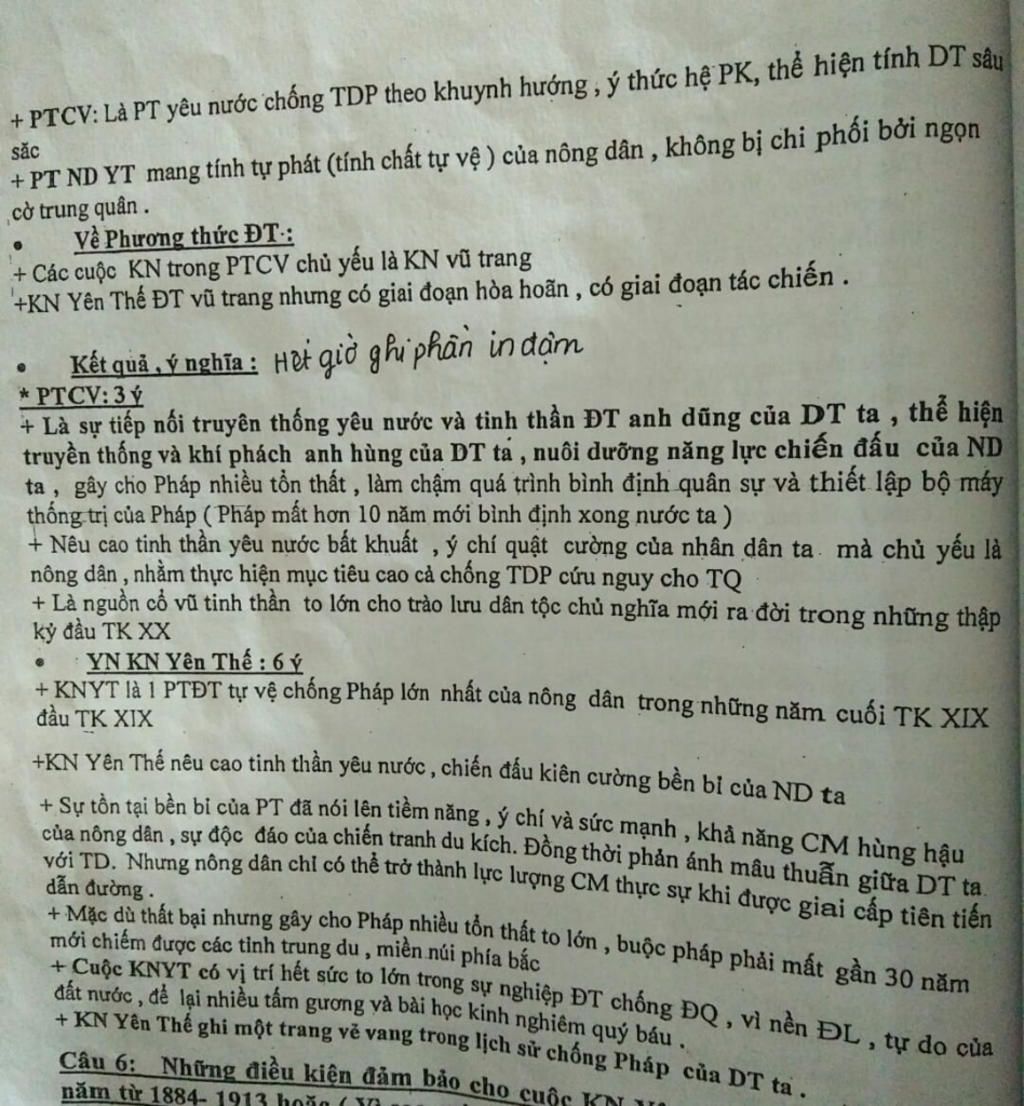 + PTCV: Là PT yêu nước chống TDP theo khuynh hướng , ý thức hệ PK, thể hiện tính DT sâu
sắc
+ PT ND YT mang tính tự phát (tính chất tự vệ ) của nông dân , không bị chi phối bởi ngọn
cờ trung quân .
• Về Phương thức ĐT :
+ Các cuộc KN trong PTCV chủ yếu là KN vũ trang
+KN Yên Thế ĐT vũ trang nhưng có giai đoạn hòa hoãn , có giai đoạn tác chiến .
• Kết quả , ý nghĩa : Hết giờ ghi phần in đậm
* PTCV: 3 ý
+ Là sự tiếp nối truyên thống yêu nước và tinh thần ĐT anh dũng của DT ta , thể hiện
truyền thống và khí phách anh hùng của DT ta , nuôi dưỡng năng lực chiến đấu của ND
ta , gây cho Pháp nhiều tổn thất , làm chậm quá trình bình định quân sự và thiết lập bộ máy
thống trị của Pháp ( Pháp mất hơn 10 năm mới bình định xong nước ta )
+ Nêu cao tinh thần yêu nước bất khuất , ý chí quật cường của nhân dân ta mà chủ yếu là
nông dân , nhằm thực hiện mục tiêu cao cả chống TDP cứu nguy cho TQ
+ Là nguồn cổ vũ tinh thần to lớn cho trào lưu dân tộc chủ nghĩa mới ra đời trong những thập
kỷ đầu TK XX
• YN KN Yên Thế : 6 ý
+ KNYT là 1 PTĐT tự vệ chống Pháp lớn nhất của nông dân trong những năm cuối TK XIX
đầu TK XIX
+KN Yên Thế nêu cao tinh thần yêu nước , chiến đấu kiên cường bền bỉ của ND ta
+ Sự tồn tại bền bỉ của PT đã nói lên tiềm năng , ý chí và sức mạnh , khả năng CM hùng hậu
của nông dân , sự độc đáo của chiến tranh du kích. Đồng thời phản ánh mâu thuẫn giữa DT ta
với TD. Nhưng nông dân chỉ có thể trở thành lực lượng CM thực sự khi được giai cấp tiên tiến
dẫn đường .
+ Mặc dù thất bại nhưng gây cho Pháp nhiều tổn thất to lớn , buộc pháp phải mất gần 30 năm
mới chiếm được các tỉnh trung du , miền núi phía bắc
+ Cuộc KNYT có vị trí hết sức to lớn trong sự nghiệp ĐT chống ĐQ , vì nền ĐL , tự do của
đất nước , để lại nhiều tấm gương và bài học kinh nghiêm quý báu .
+ KN Yên Thế ghi một trang vẻ vang trong lịch sử chống Pháp của DT ta .
Câu 6: Những điều kiện đảm bảo cho cuộc KN
năm từ 1884- 1913 hoặc (